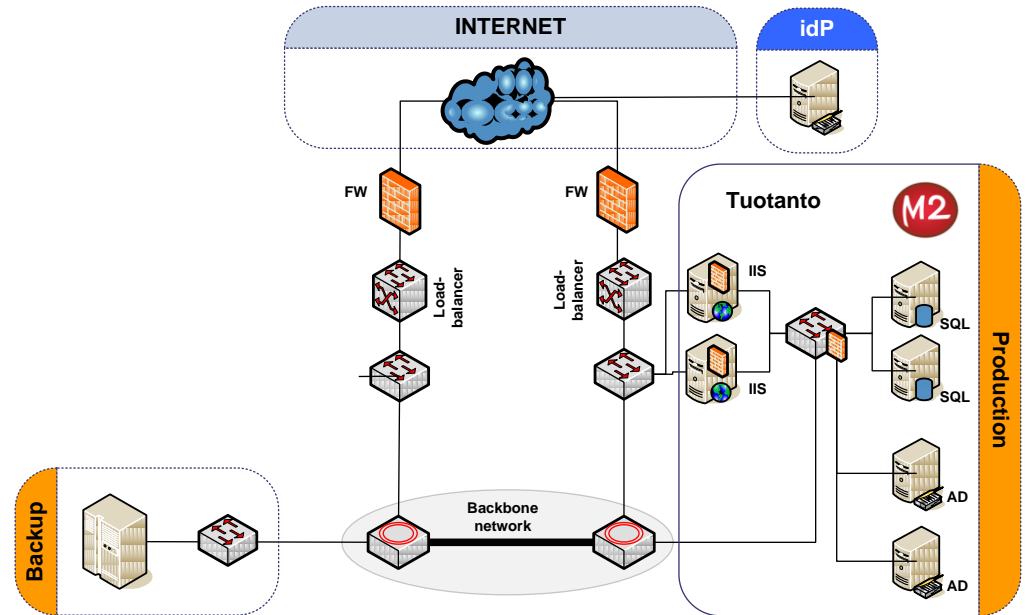 INTERNET
idP
FW
FW
Tuotanto
M2
Load-
balancer
Load-
balancer
IIS
IIS
SQL
SQL
AD
AD
Production
Backup
Backbone
network